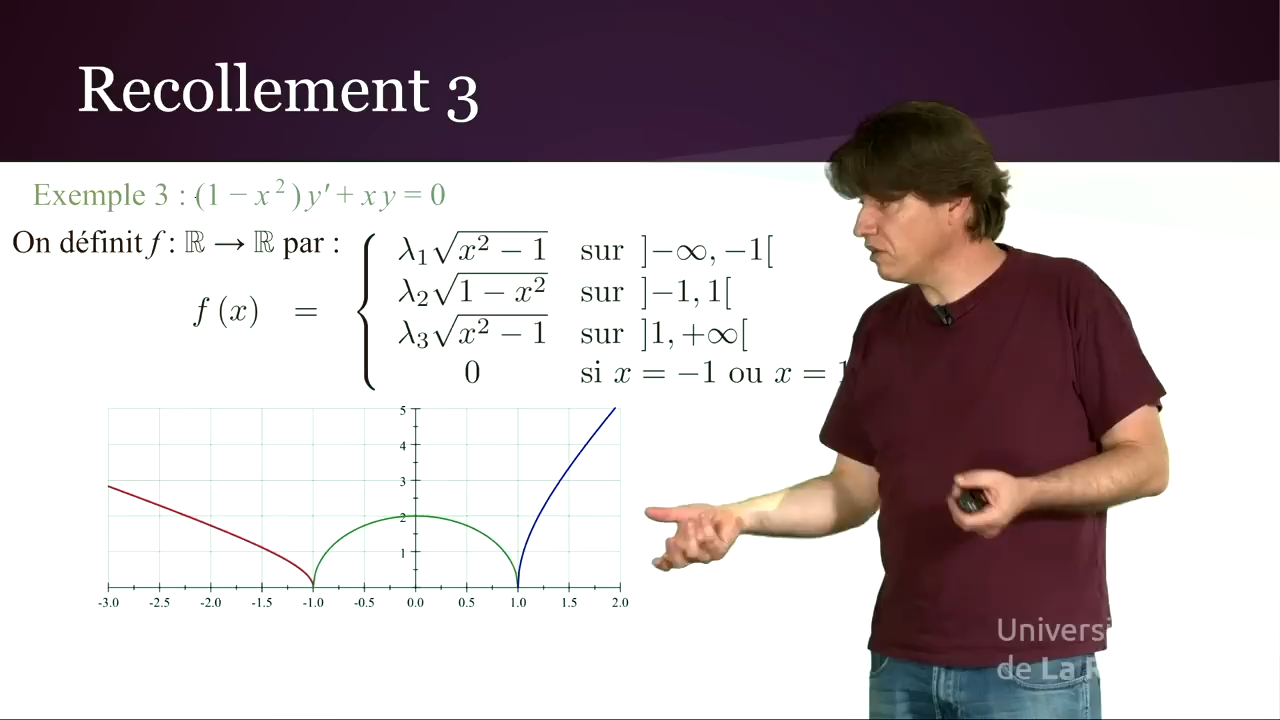 Recollement 3
Exemple 3 : (1 − x²)y′ + xy = 0
On définit f : ℝ → ℝ par :
f(x) = {
λ₁√(x² − 1) sur ]−∞, −1[
λ₂√(1 − x²) sur ]−1, 1[
λ₃√(x² − 1) sur ]1, +∞[
0 si x = −1 ou x = 1
5
4
3
2
1
-3.0 -2.5 -2.0 -1.5 -1.0 -0.5 0.0 0.5 1.0 1.5 2.0
de La